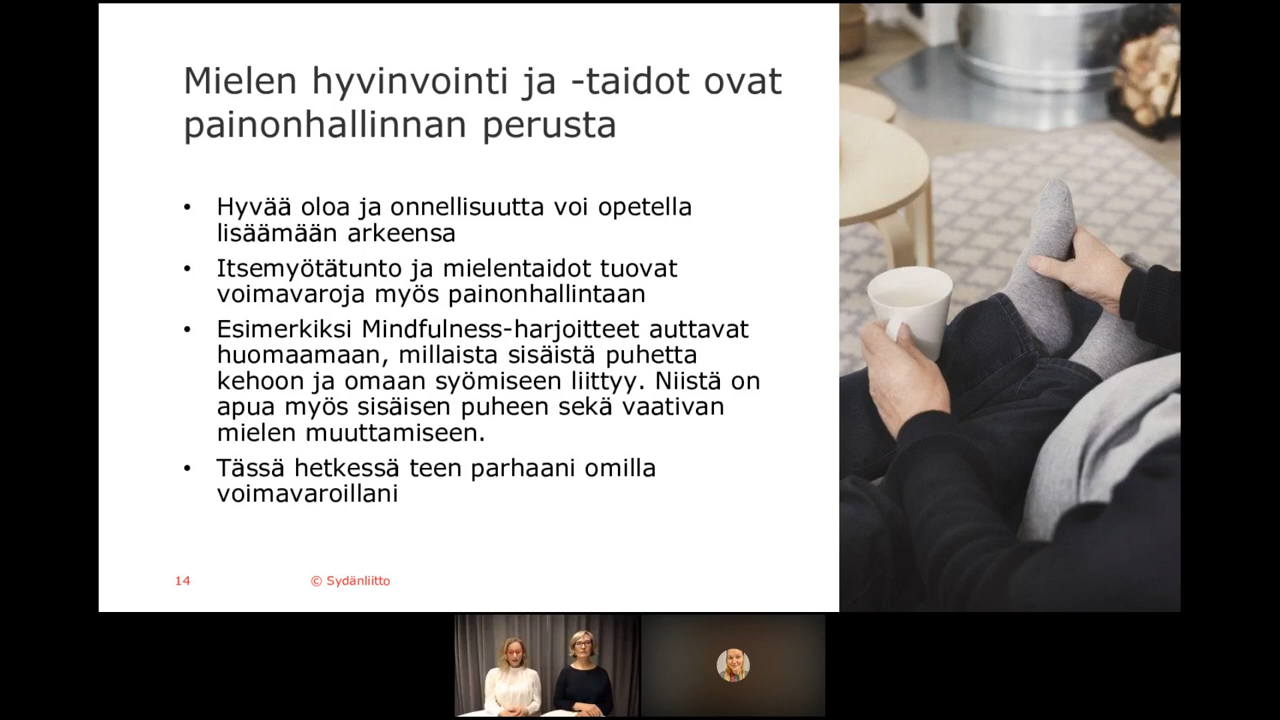 Mielen hyvinvointi ja -taidot ovat
painonhallinnan perusta
• Hyvää oloa ja onnellisuutta voi opetella
lisäämään arkeensa
• Itsemyötätunto ja mielentaidot tuovat
voimavaroja myös painonhallintaan
• Esimerkiksi Mindfulness-harjoitteet auttavat
huomaamaan, millaista sisäistä puhetta
kehoon ja omaan syömiseen liittyy. Niistä on
apua myös sisäisen puheen sekä vaativan
mielen muuttamiseen.
• Tässä hetkessä teen parhaani omilla
voimavaroillani
14 © Sydänliitto